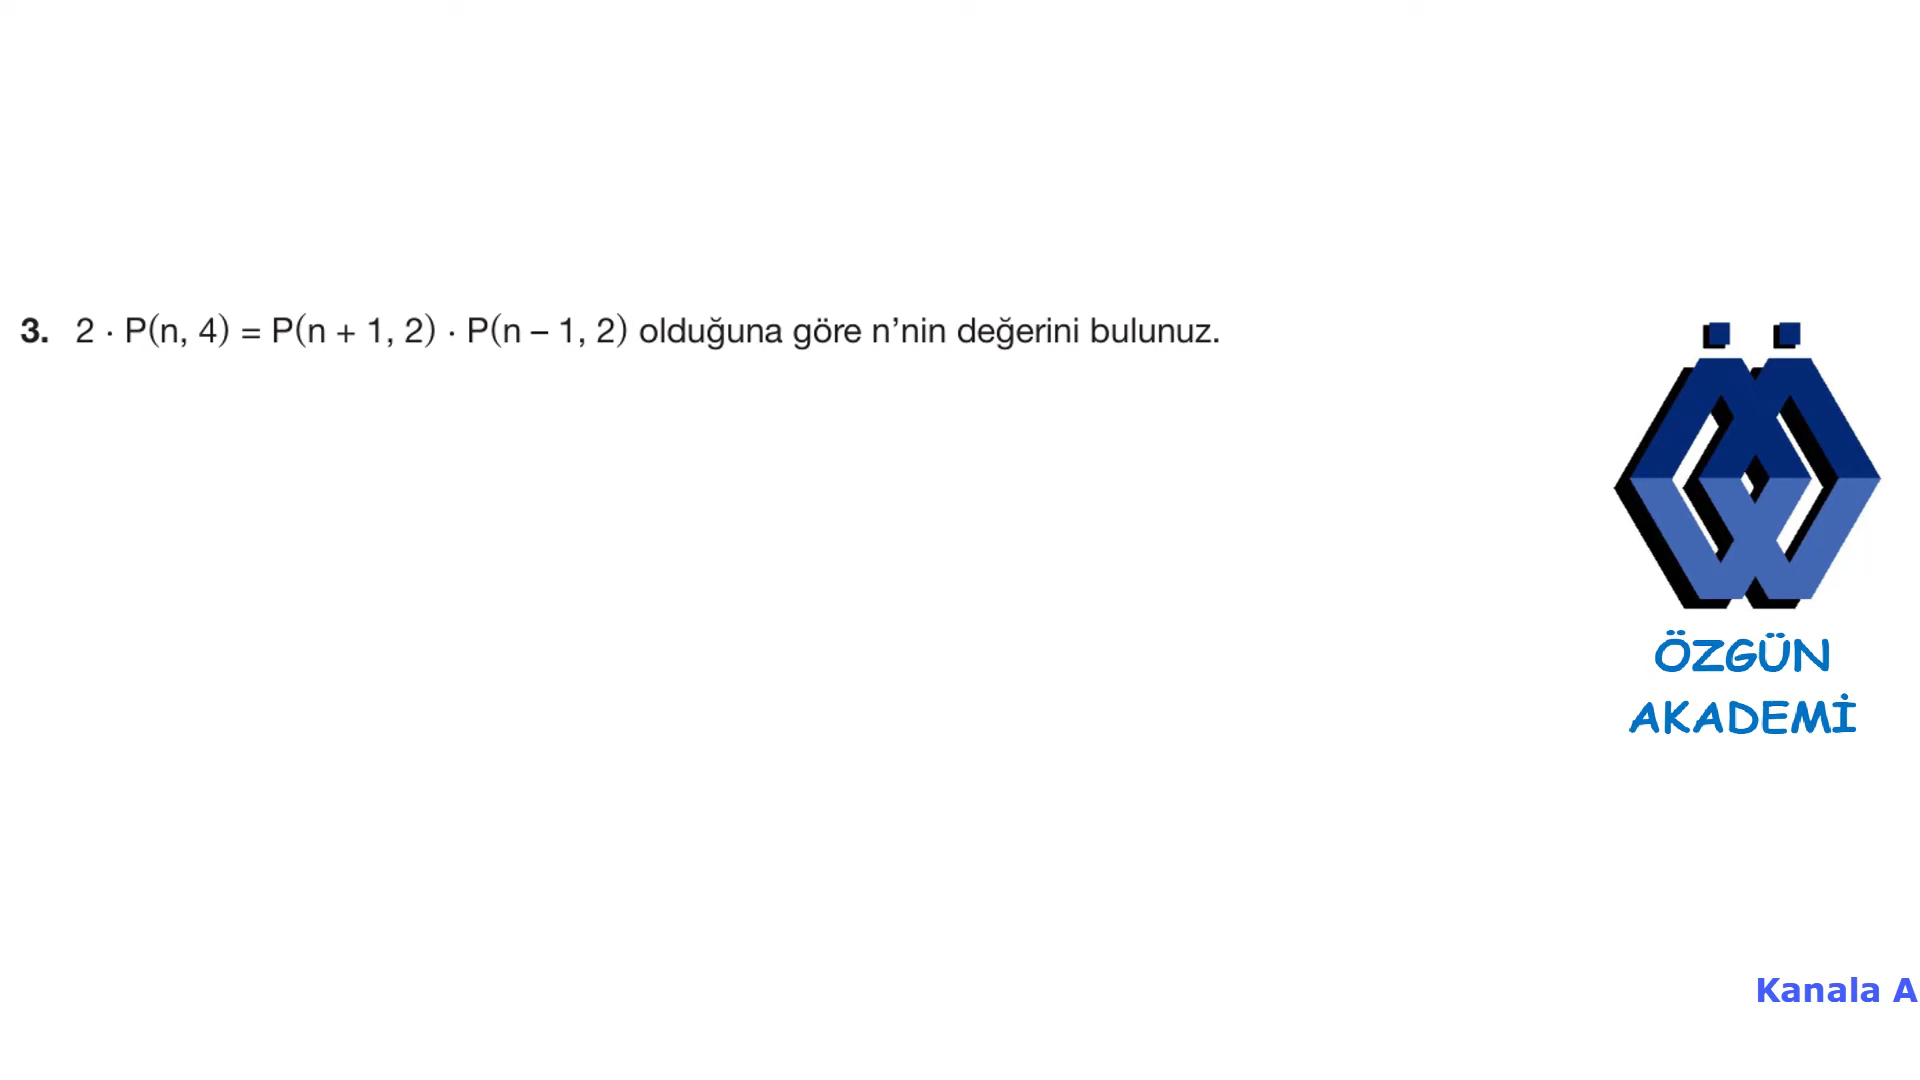 3. 2 · P(n, 4) = P(n + 1, 2) · P(n – 1, 2) olduğuna göre n’nin değerini bulunuz.
ÖZGÜN
AKADEMİ
Kanala A